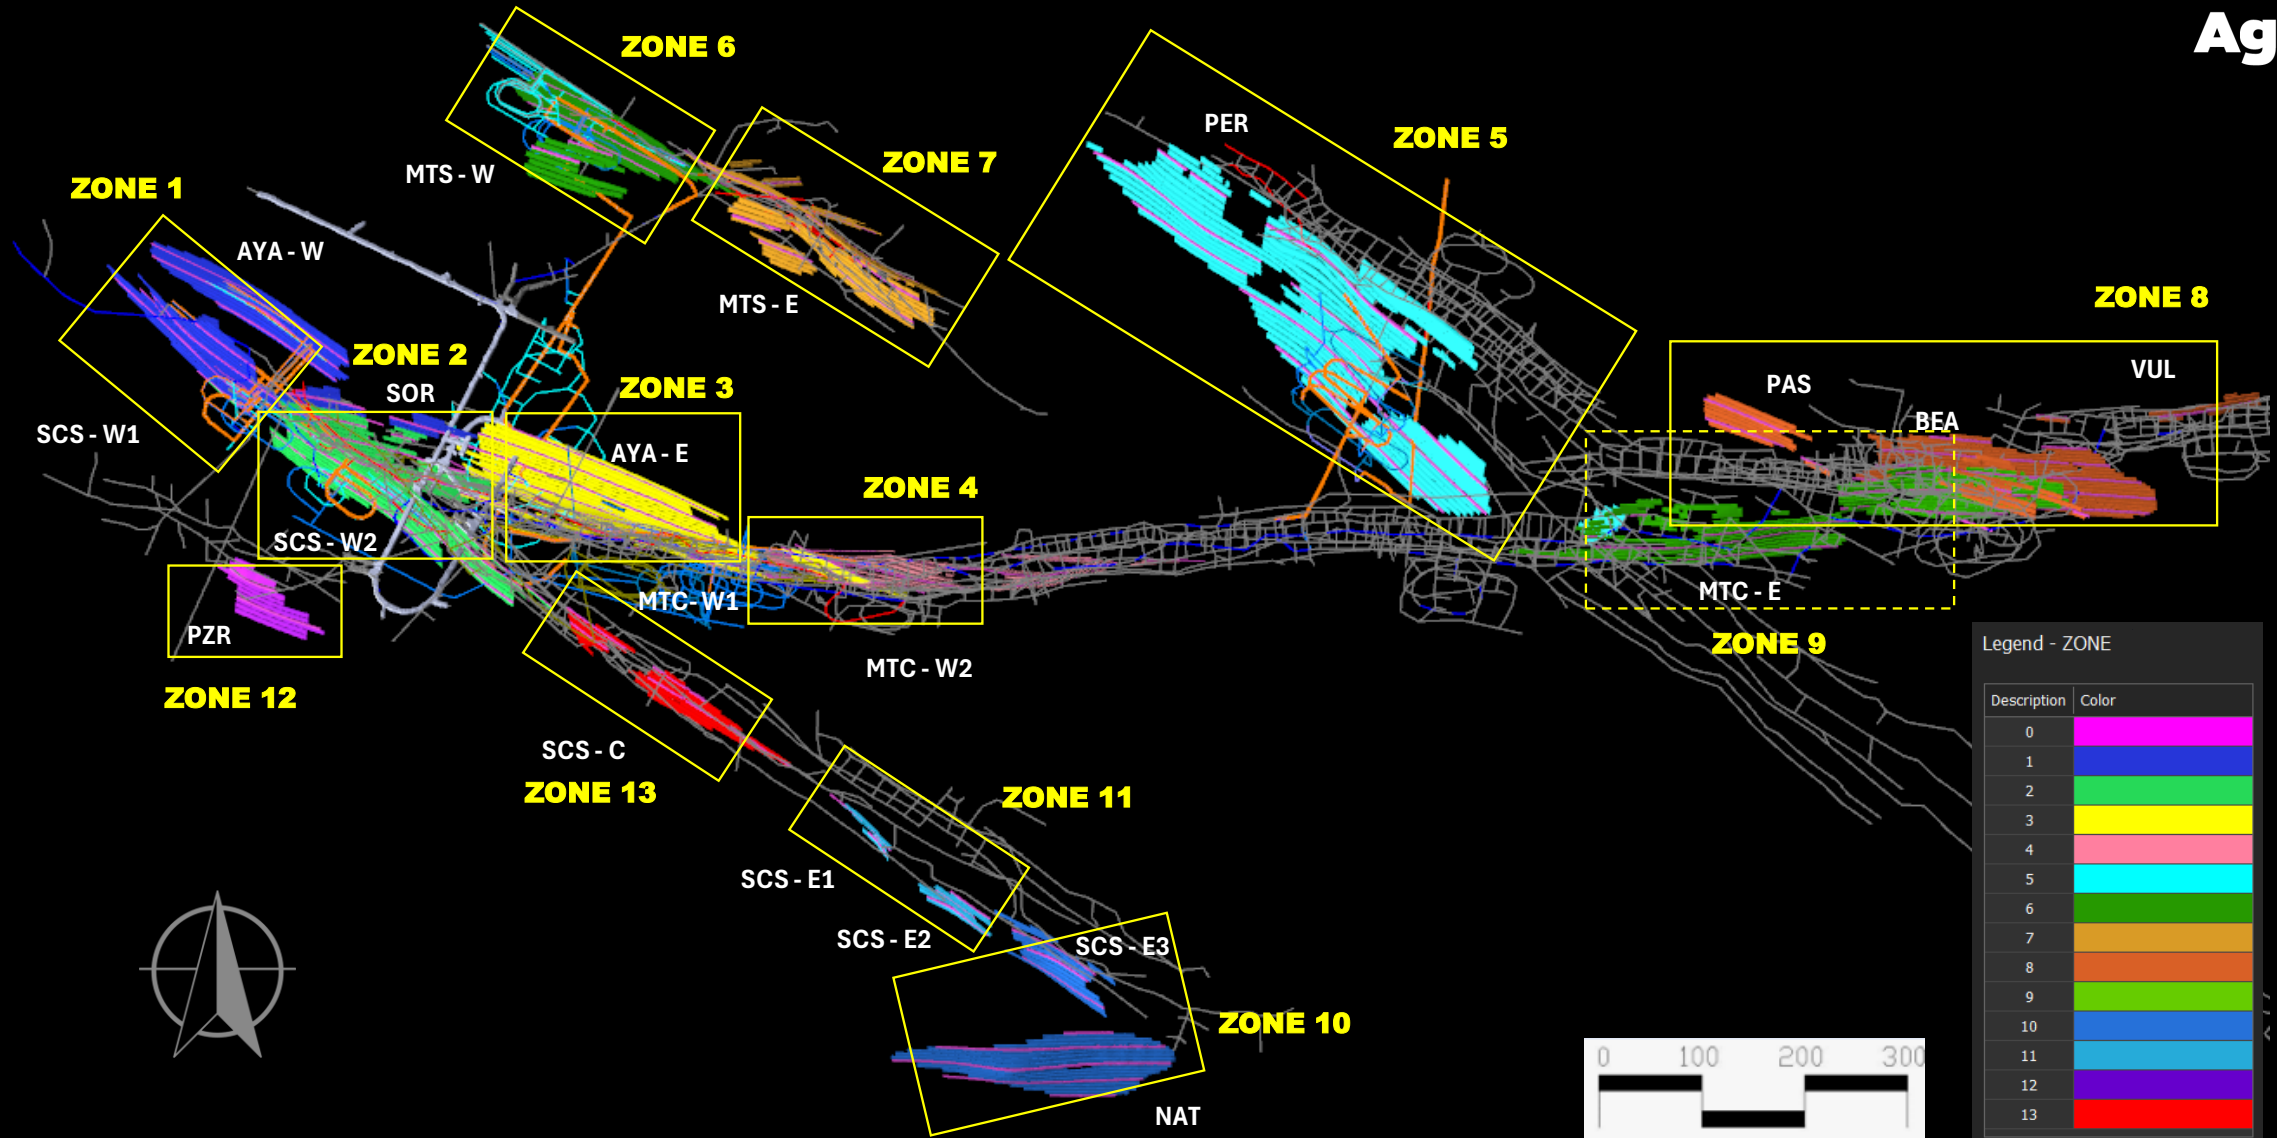 Ag
ZONE 6
PER
ZONE 5
ZONE 7
MTS - W
ZONE 1
AYA - W
MTS - E
ZONE 8
ZONE 2
SOR
ZONE 3
VUL
PAS
BEA
SCS - W1
AYA - E
ZONE 4
SCS - W2
MTC - W1
MTC - E
PZR
ZONE 9
MTC - W2
ZONE 12
SCS - C
ZONE 13
ZONE 11
SCS - E1
SCS - E2
SCS - E3
ZONE 10
NAT
0 100 200 300
Legend - ZONE
Description Color
0
1
2
3
4
5
6
7
8
9
10
11
12
13